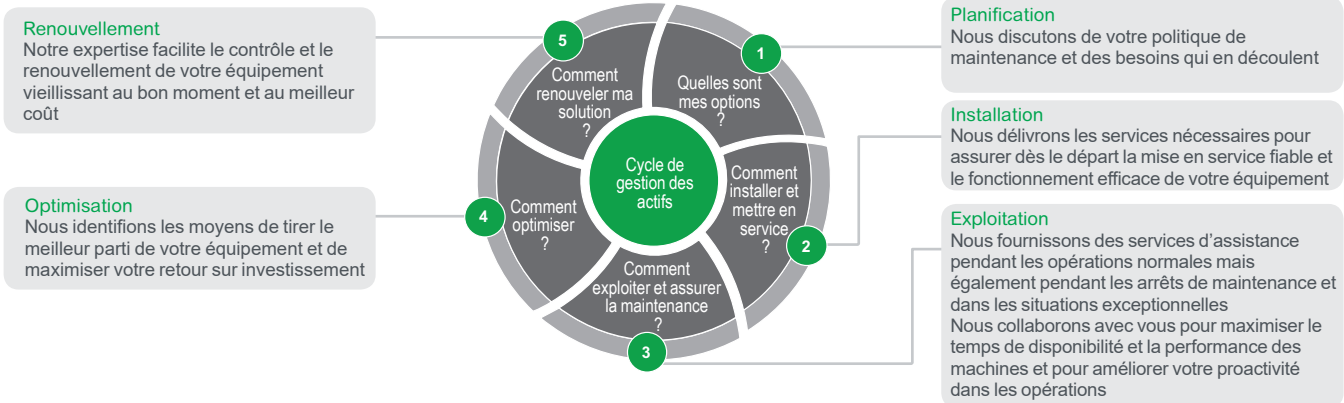 Renouvellement
Notre expertise facilite le contrôle et le
renouvellement de votre équipement
vieillissant au bon moment et au meilleur
coût
Optimisation
Nous identifions les moyens de tirer le
meilleur parti de votre équipement et de
maximiser votre retour sur investissement
5
Comment
renouveler ma
solution
?
1
Quelles sont
mes options
?
Cycle de
gestion des
actifs
Comment
installer et
mettre en
service
?
2
4
Comment
optimiser
?
Comment
exploiter et assurer
la maintenance
?
3
Planification
Nous discutons de votre politique de
maintenance et des besoins qui en découlent
Installation
Nous délivrons les services nécessaires pour
assurer dès le départ la mise en service fiable et
le fonctionnement efficace de votre équipement
Exploitation
Nous fournissons des services d’assistance
pendant les opérations normales mais
également pendant les arrêts de maintenance et
dans les situations exceptionnelles
Nous collaborons avec vous pour maximiser le
temps de disponibilité et la performance des
machines et pour améliorer votre proactivité
dans les opérations